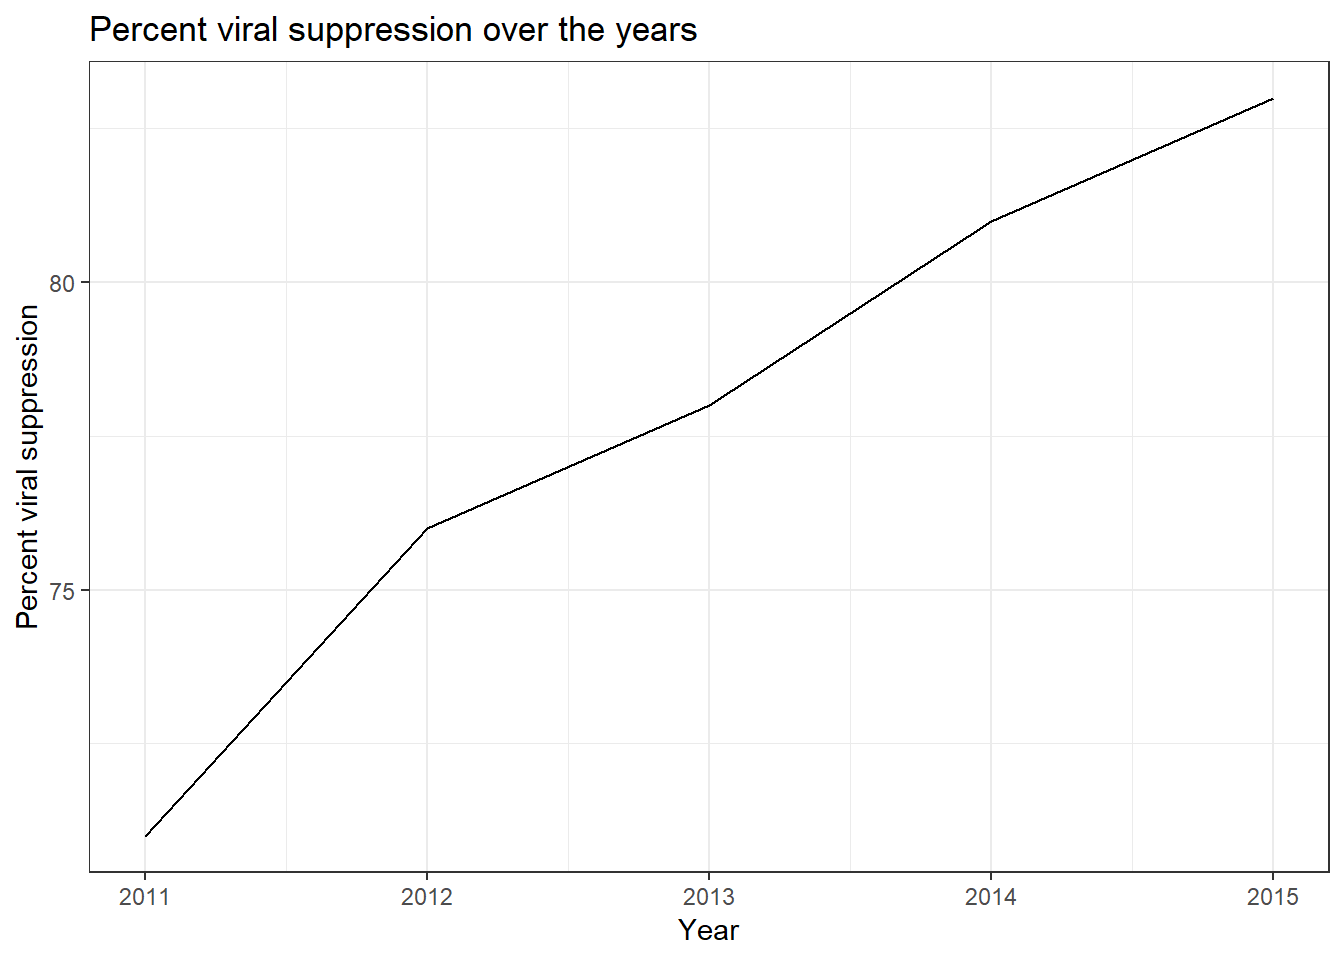 Percent viral suppression over the years
Percent viral suppression
80
75
2011 2012 2013 2014 2015
Year